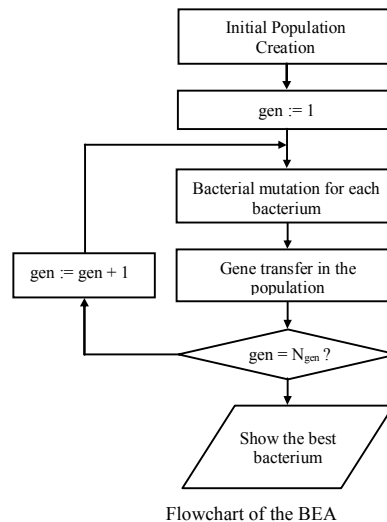 Initial Population
Creation
gen := 1
Bacterial mutation for each
bacterium
Gene transfer in the
population
gen := gen + 1
gen = Ngen ?
Show the best
bacterium
Flowchart of the BEA